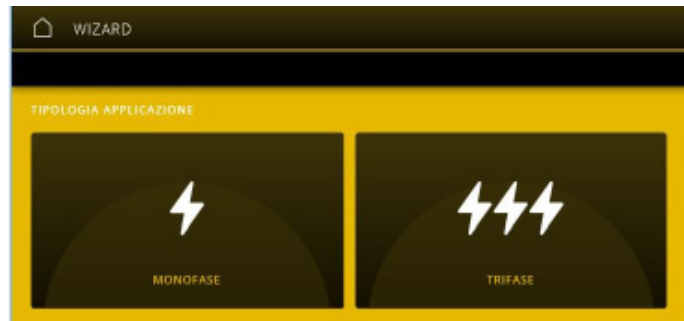 WIZARD
TIPOLOGIA APPLICAZIONE
MONOFASE
TRIFASE